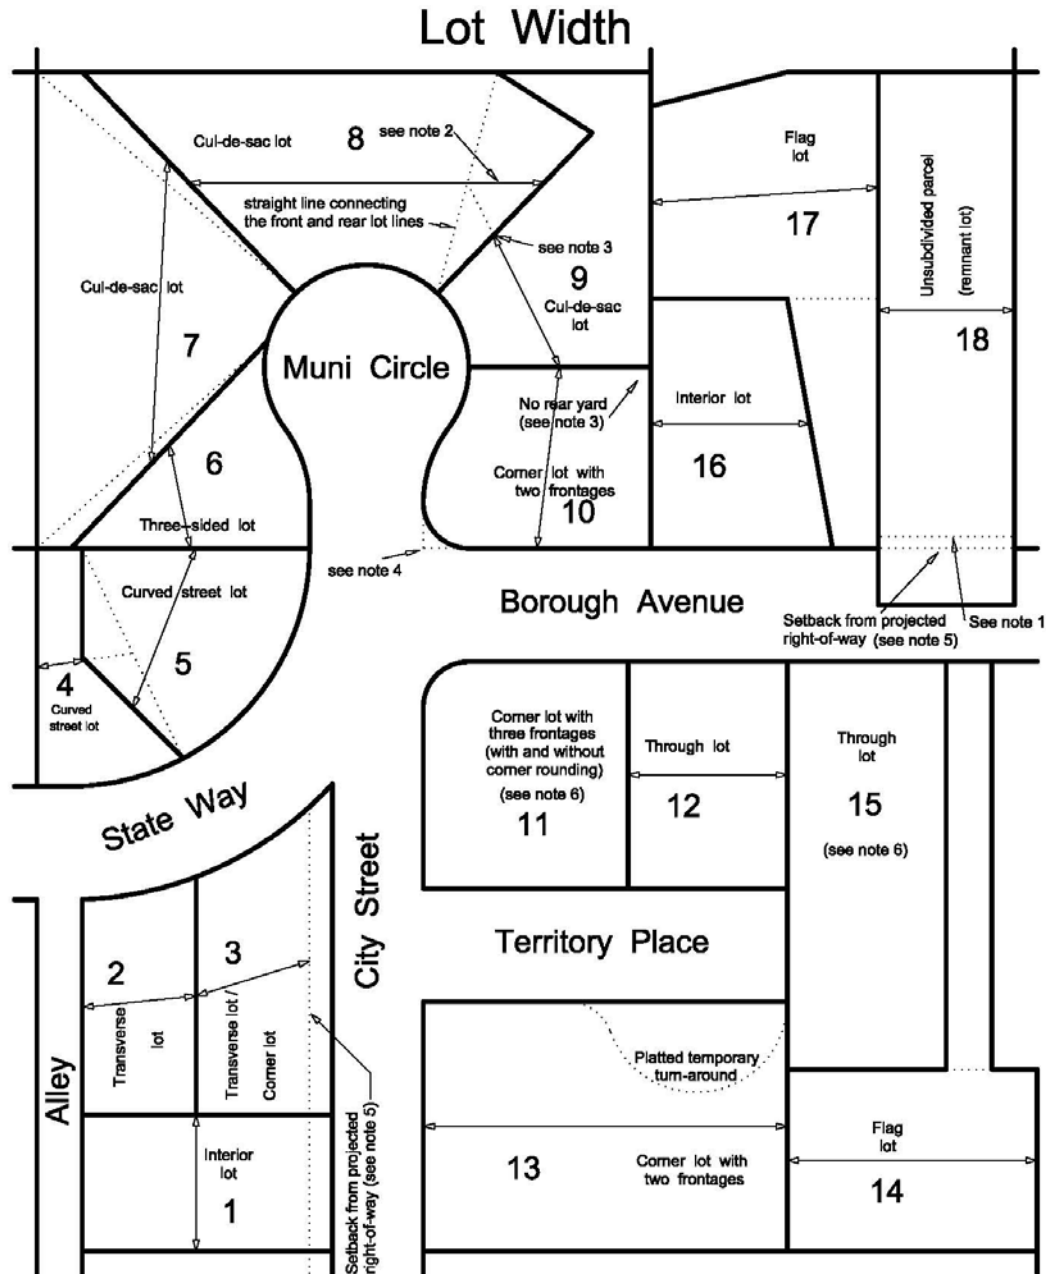 Lot Width
Cul-de-sac lot
8
see note 2
straight line connecting
the front and rear lot lines
see note 3
9
Cul-de-sac
lot
Flag
lot
17
Unsubdivided parcel
(remnant lot)
18
Cul-de-sac lot
7
Muni Circle
No rear yard
(see note 3)
Interior lot
16
6
Three-sided lot
Corner lot with
two frontages
10
see note 4
Curved street lot
5
4
Curved
street lot
Borough Avenue
Setback from projected
right-of-way (see note 5)
See note 1
Corner lot with
three frontages
(with and without
corner rounding)
(see note 6)
11
Through lot
12
Through
lot
15
(see note 6)
State Way
City Street
Territory Place
2
Transverse
lot
3
Transverse lot /
Corner lot
Alley
Setback from projected
right-of-way (see note 5)
Platted temporary
turn-around
13
Corner lot with
two frontages
Flag
lot
14
Interior
lot
1